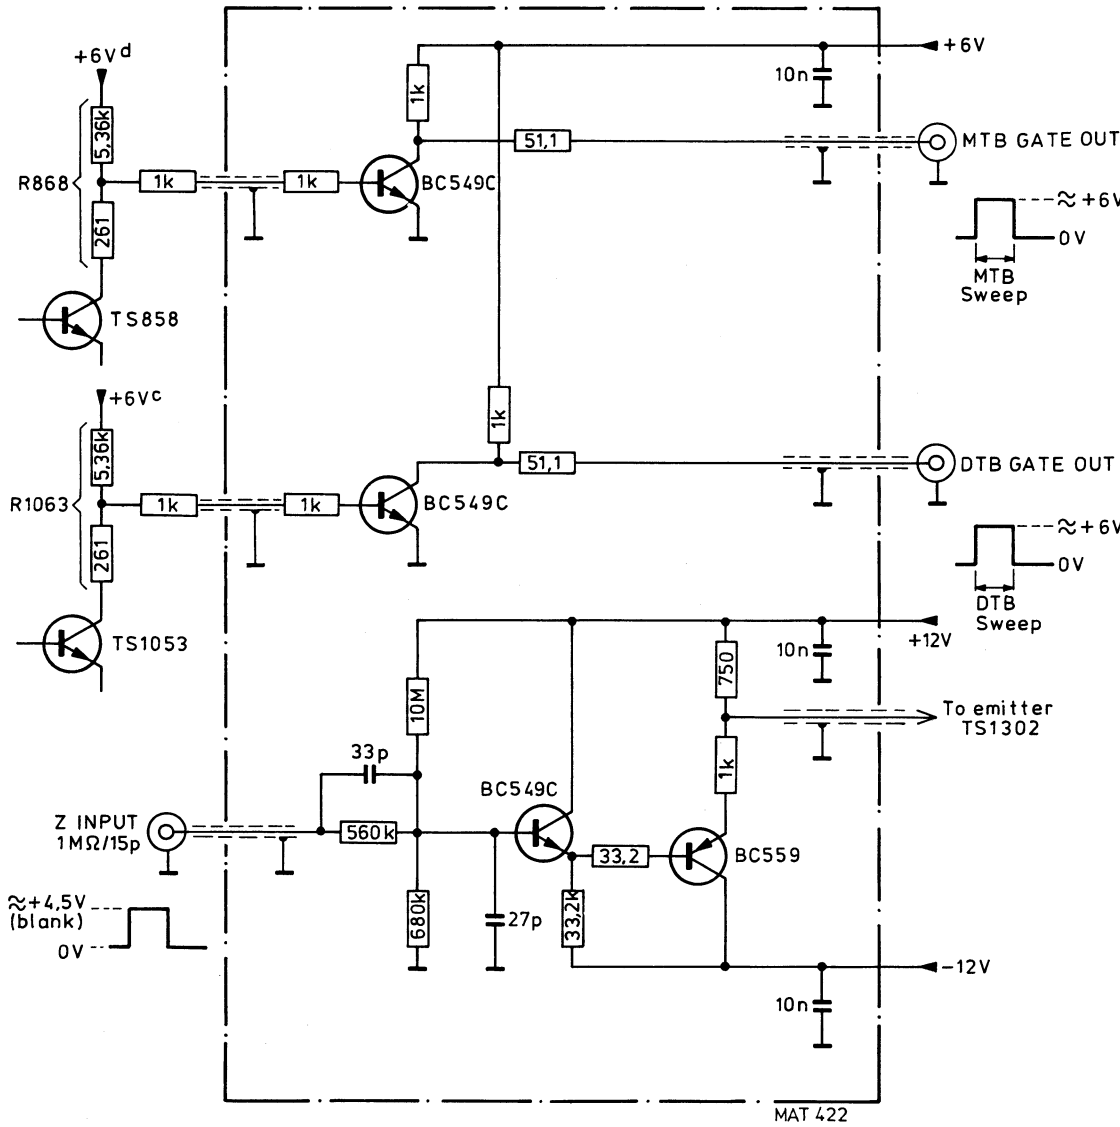 +6V d
+6V
10n
1k
5,36k
51,1
MTB GATE OUT
R868
1k
1k
BC549C
261
≈+6V
0V
MTB
Sweep
TS858
+6V c
1k
5,36k
51,1
DTB GATE OUT
R1063
1k
1k
BC549C
261
≈+6V
0V
DTB
Sweep
TS1053
+12V
10n
750
10M
To emitter
TS1302
33p
1k
BC549C
Z INPUT
1MΩ/15p
560k
33,2
BC559
≈+4,5V
(blank)
680k
27p
33,2k
0V
-12V
10n
MAT 422